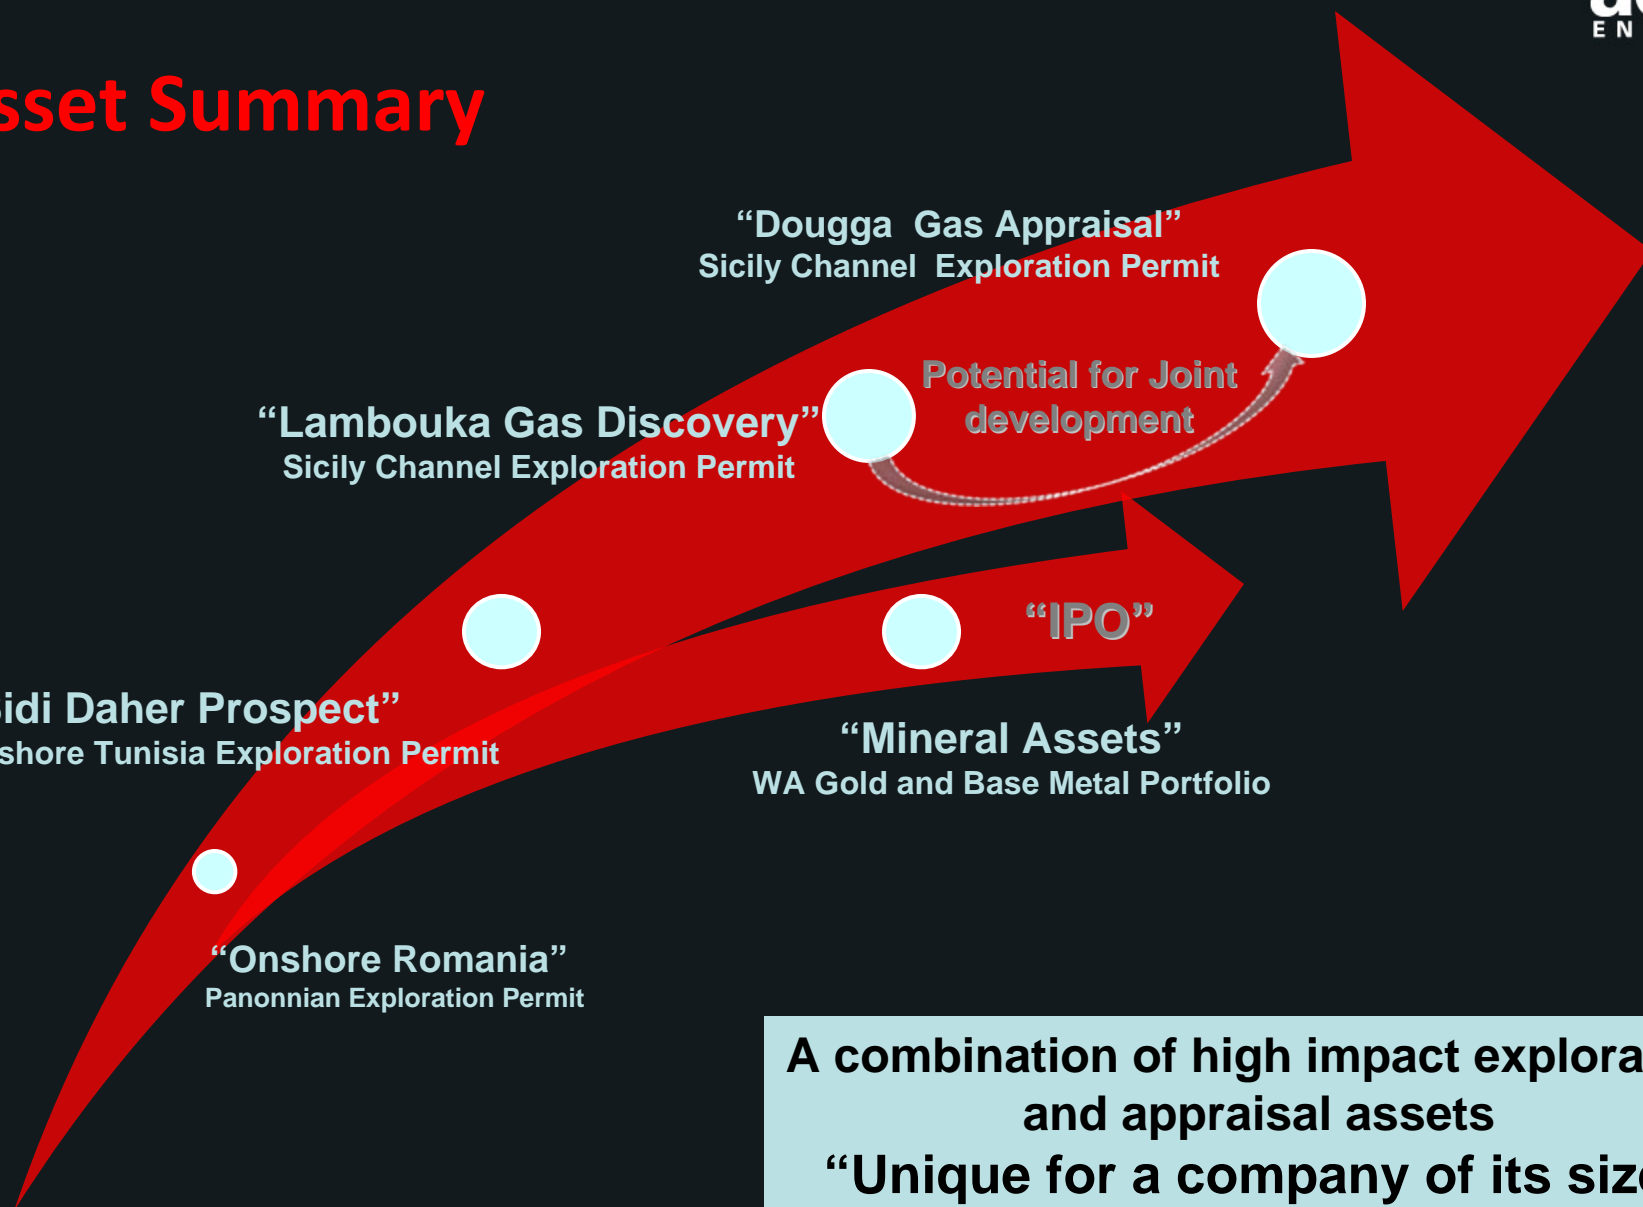 sset Summary
E N
“Dougga Gas Appraisal”
Sicily Channel Exploration Permit
Potential for Joint
development
“Lambouka Gas Discovery”
Sicily Channel Exploration Permit
“IPO”
idi Daher Prospect”
shore Tunisia Exploration Permit
“Mineral Assets”
WA Gold and Base Metal Portfolio
“Onshore Romania”
Panonnian Exploration Permit
A combination of high impact explora
and appraisal assets
“Unique for a company of its size